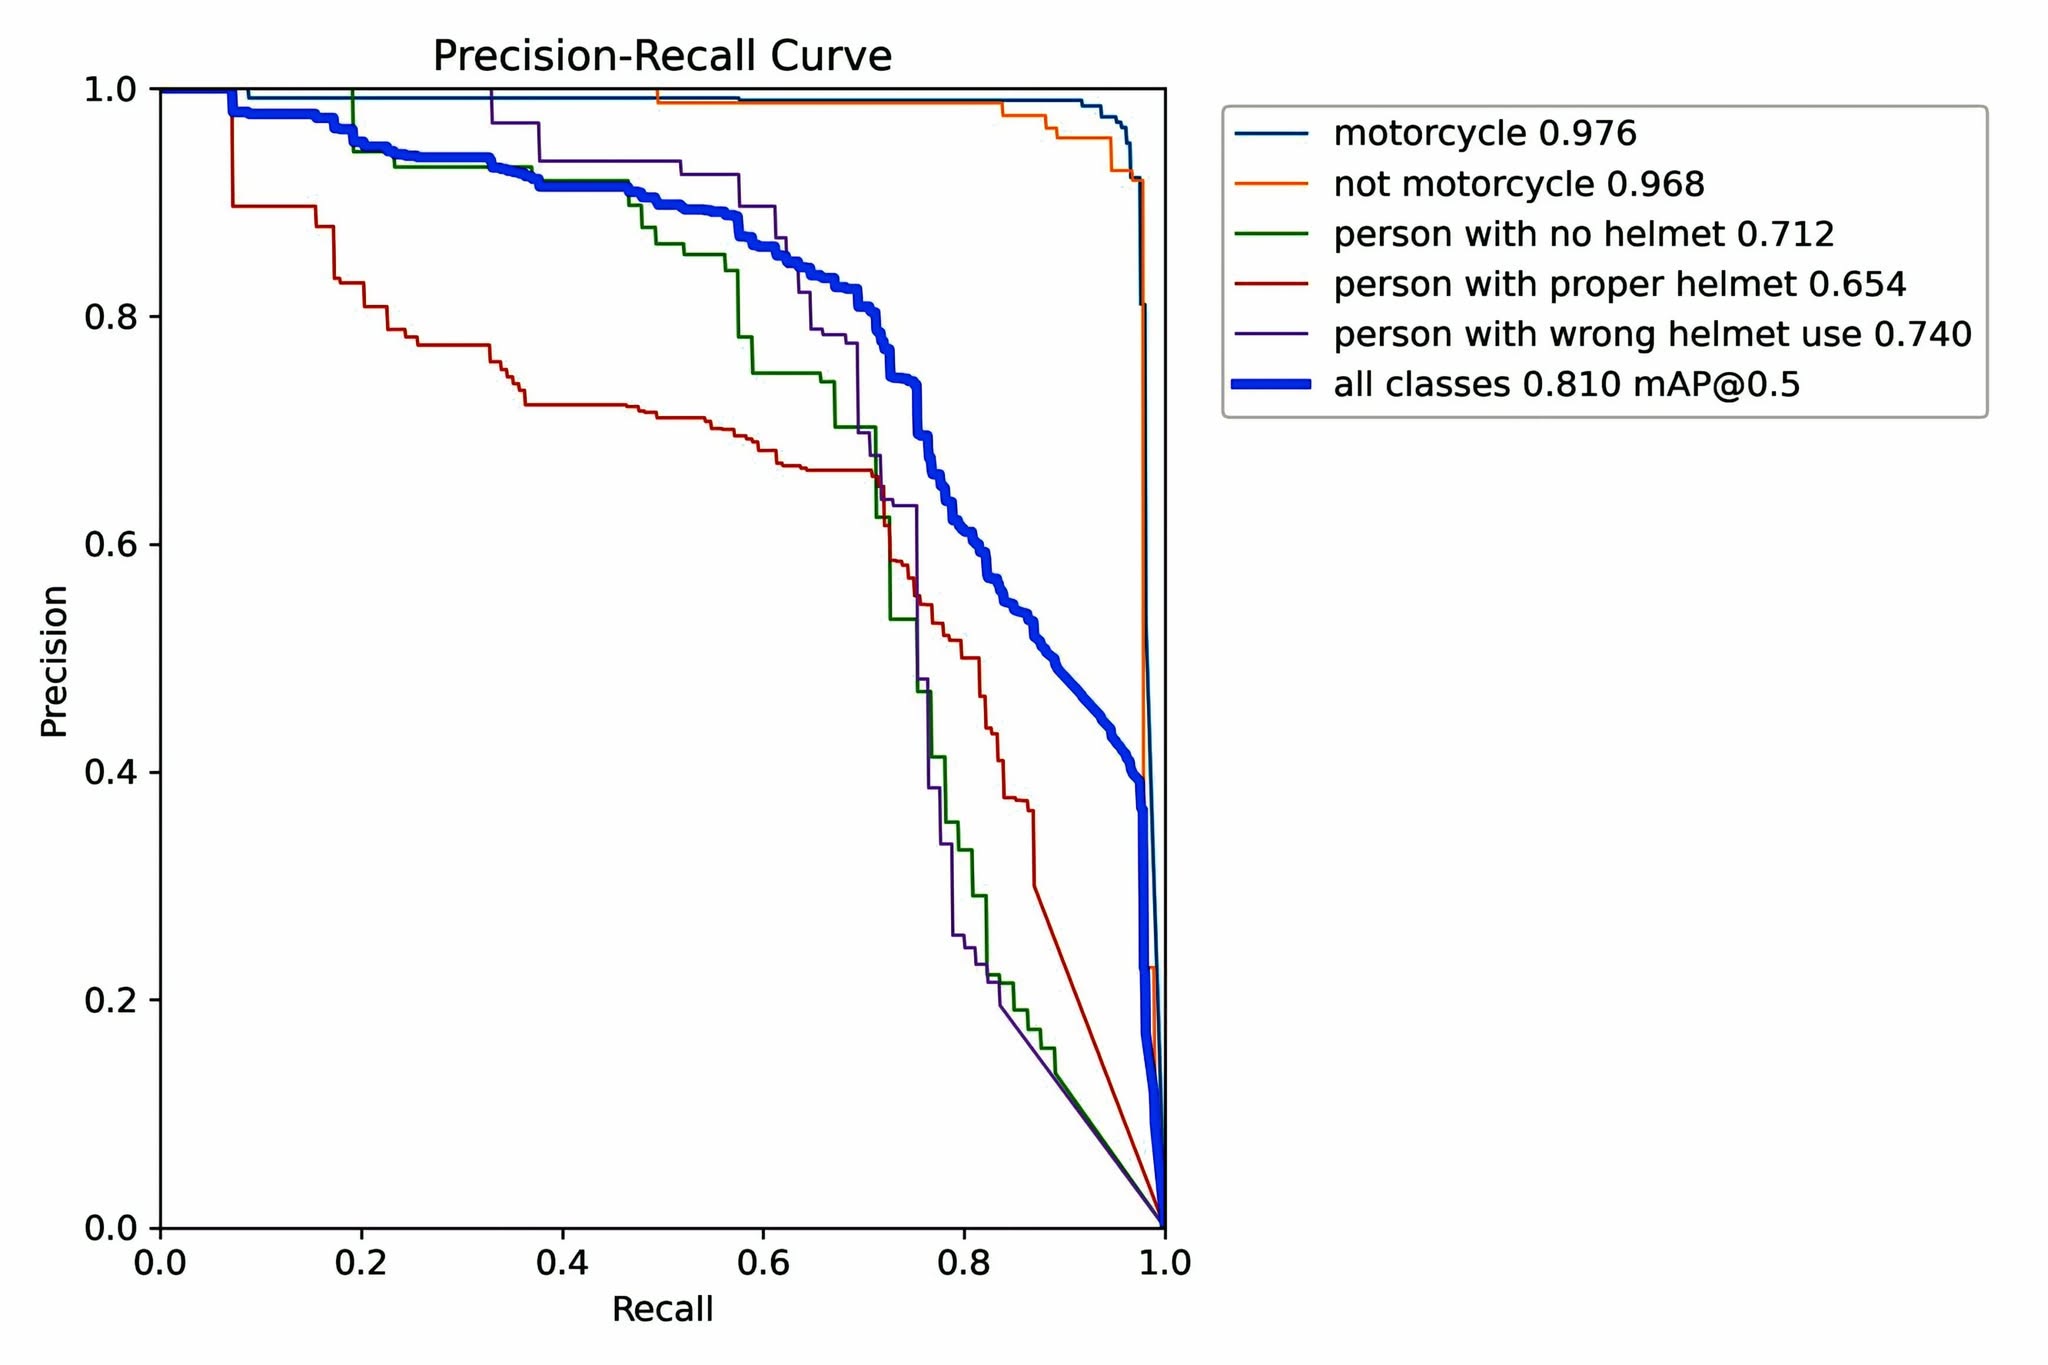 Precision-Recall Curve
1.0
0.8
0.6
0.4
0.2
0.0
Precision
0.0 0.2 0.4 0.6 0.8 1.0
Recall
motorcycle 0.976
not motorcycle 0.968
person with no helmet 0.712
person with proper helmet 0.654
person with wrong helmet use 0.740
all classes 0.810 mAP@0.5